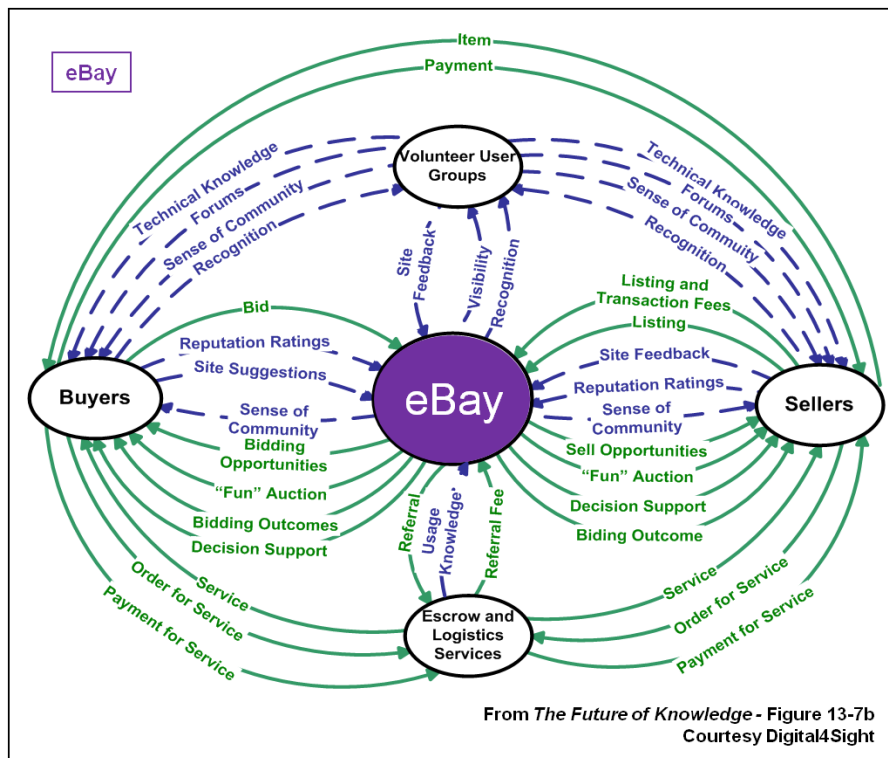 Item
eBay
Payment
Volunteer User
Groups
Technical Knowledge
Forums
Sense of Community
Recognition
Technical Knowledge
Forums
Sense of Commuity
Recognition
Site
Feedback
Visibility
Recognition
Listing and
Transaction Fees
Bid
Listing
Reputation Ratings
Site Suggestions
Sense of
Community
Site Feedback
Reputation Ratings
Sense of
Community
Buyers
eBay
Sellers
Bidding
Opportunities
“Fun” Auction
Bidding Outcomes
Decision Support
Sell Opportunities
“Fun” Auction
Decision Support
Biding Outcome
Referral
Usage
Knowledge*
Referral Fee
Service
Order for Service
Payment for Service
Service
Order for Service
Payment for Service
Escrow and
Logistics
Services
From The Future of Knowledge - Figure 13-7b
Courtesy Digital4Sight